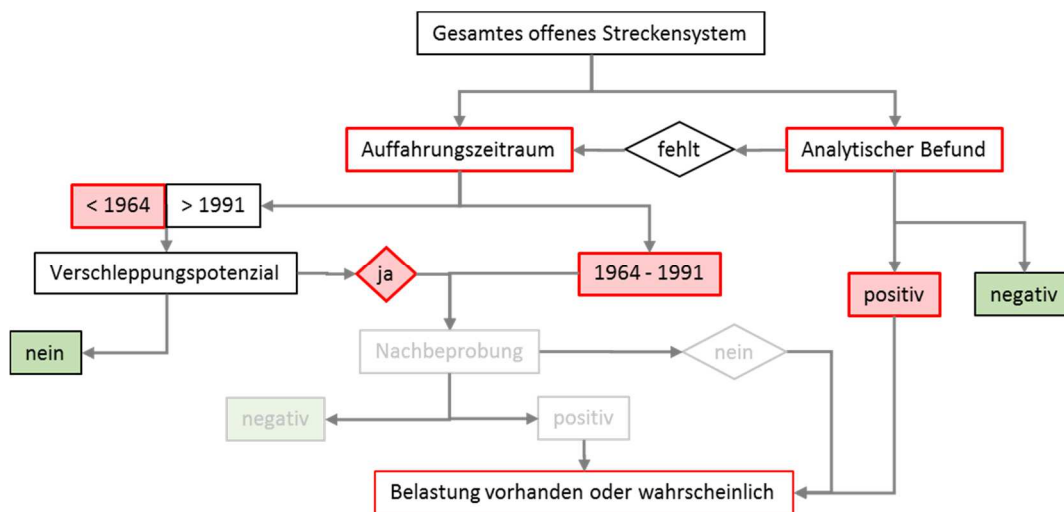 Gesamtes offenes Streckensystem
Auffahrungszeitraum
fehlt
Analytischer Befund
< 1964
> 1991
Verschleppungspotenzial
ja
1964 - 1991
positiv
negativ
nein
Nachbeprobung
nein
negativ
positiv
Belastung vorhanden oder wahrscheinlich